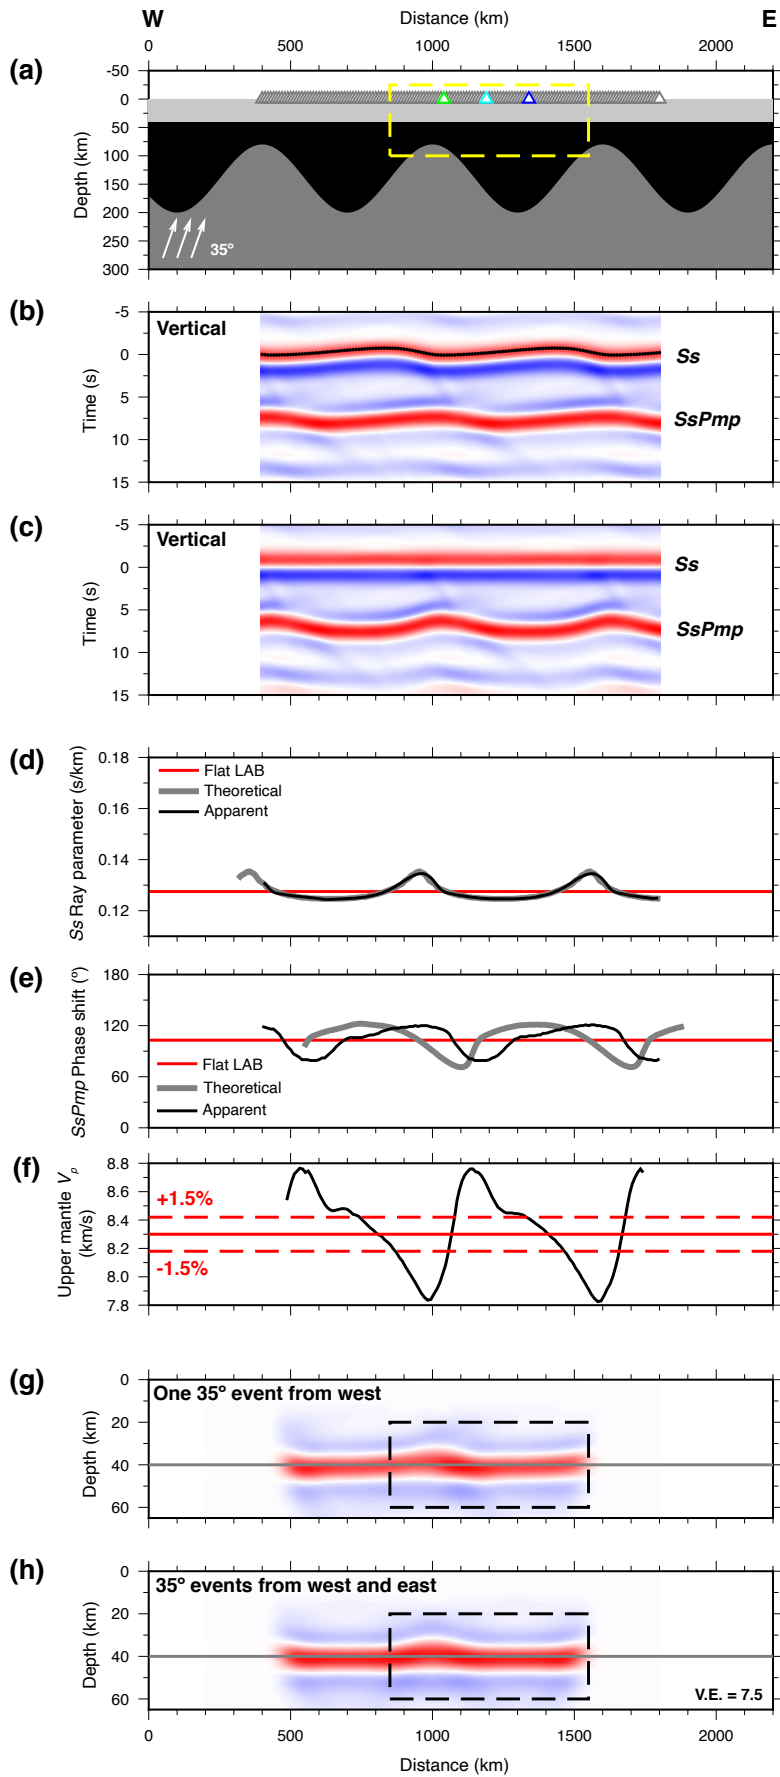 W
Distance (km)
E
0 500 1000 1500 2000
(a)
-50
0
50
100
150
200
250
300
Depth (km)
35º
(b)
-5
0
5
10
15
Time (s)
Vertical
Ss
SsPmp
(c)
-5
0
5
10
15
Time (s)
Vertical
Ss
SsPmp
(d)
0.18
0.16
0.14
0.12
Ss Ray parameter (s/km)
Flat LAB
Theoretical
Apparent
(e)
180
120
60
0
SsPmp Phase shift (º)
Flat LAB
Theoretical
Apparent
(f)
8.8
8.6
8.4
8.2
8.0
7.8
Upper mantle Vp
(km/s)
+1.5%
-1.5%
(g)
0
20
40
60
Depth (km)
One 35º event from west
(h)
0
20
40
60
Depth (km)
35º events from west and east
V.E. = 7.5
0 500 1000 1500 2000
Distance (km)